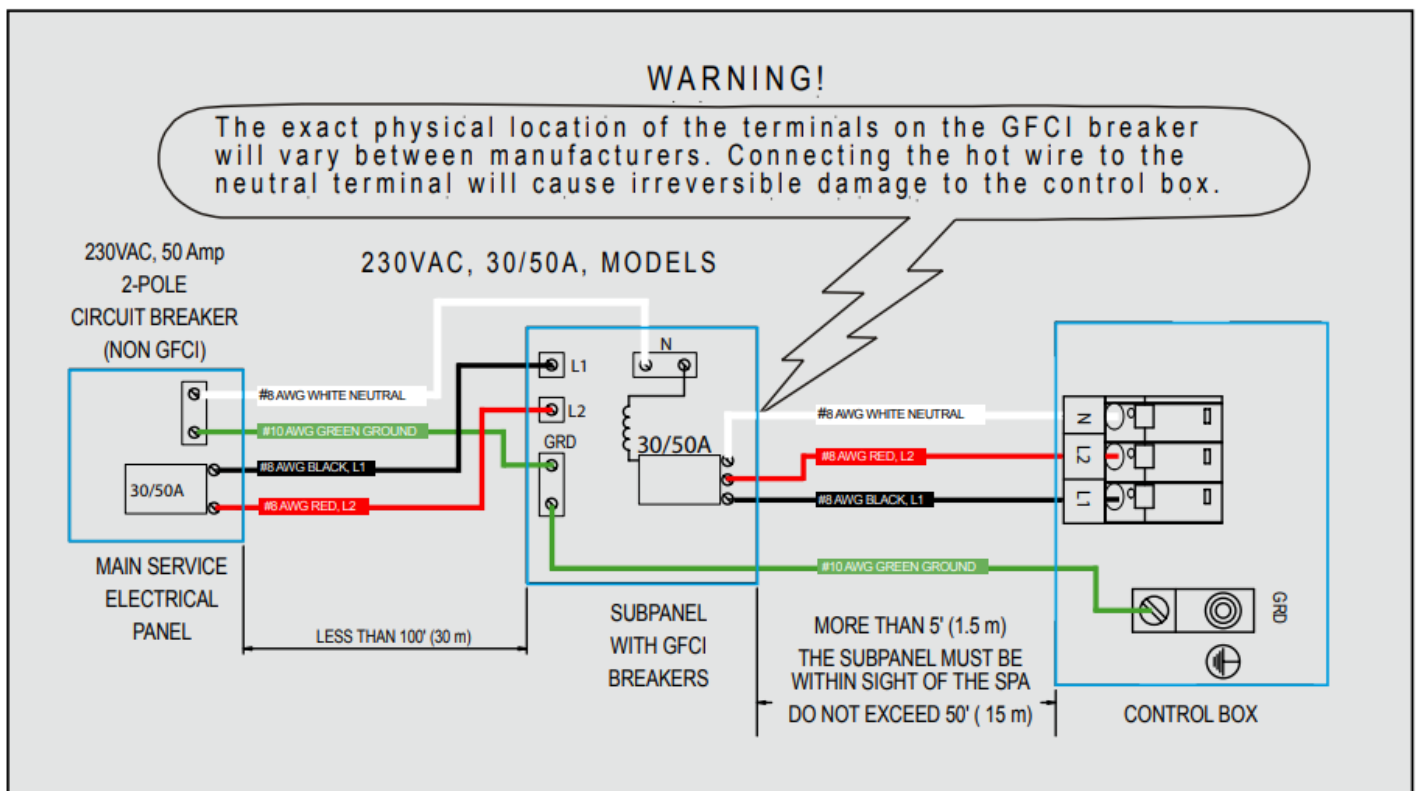 WARNING!
The exact physical location of the terminals on the GFCI breaker
will vary between manufacturers. Connecting the hot wire to the
neutral terminal will cause irreversible damage to the control box.
230VAC, 50 Amp
2-POLE
CIRCUIT BREAKER
(NON GFCI)
230VAC, 30/50A, MODELS
#8 AWG WHITE NEUTRAL
#10 AWG GREEN GROUND
#8 AWG BLACK, L1
#8 AWG RED, L2
30/50A
MAIN SERVICE
ELECTRICAL
PANEL
LESS THAN 100' (30 m)
L1
L2
GRD
N
30/50A
SUBPANEL
WITH GFCI
BREAKERS
#8 AWG WHITE NEUTRAL
#8 AWG RED, L2
#8 AWG BLACK, L1
#10 AWG GREEN GROUND
MORE THAN 5' (1.5 m)
THE SUBPANEL MUST BE
WITHIN SIGHT OF THE SPA
DO NOT EXCEED 50' ( 15 m)
N
L2
L1
GRD
CONTROL BOX